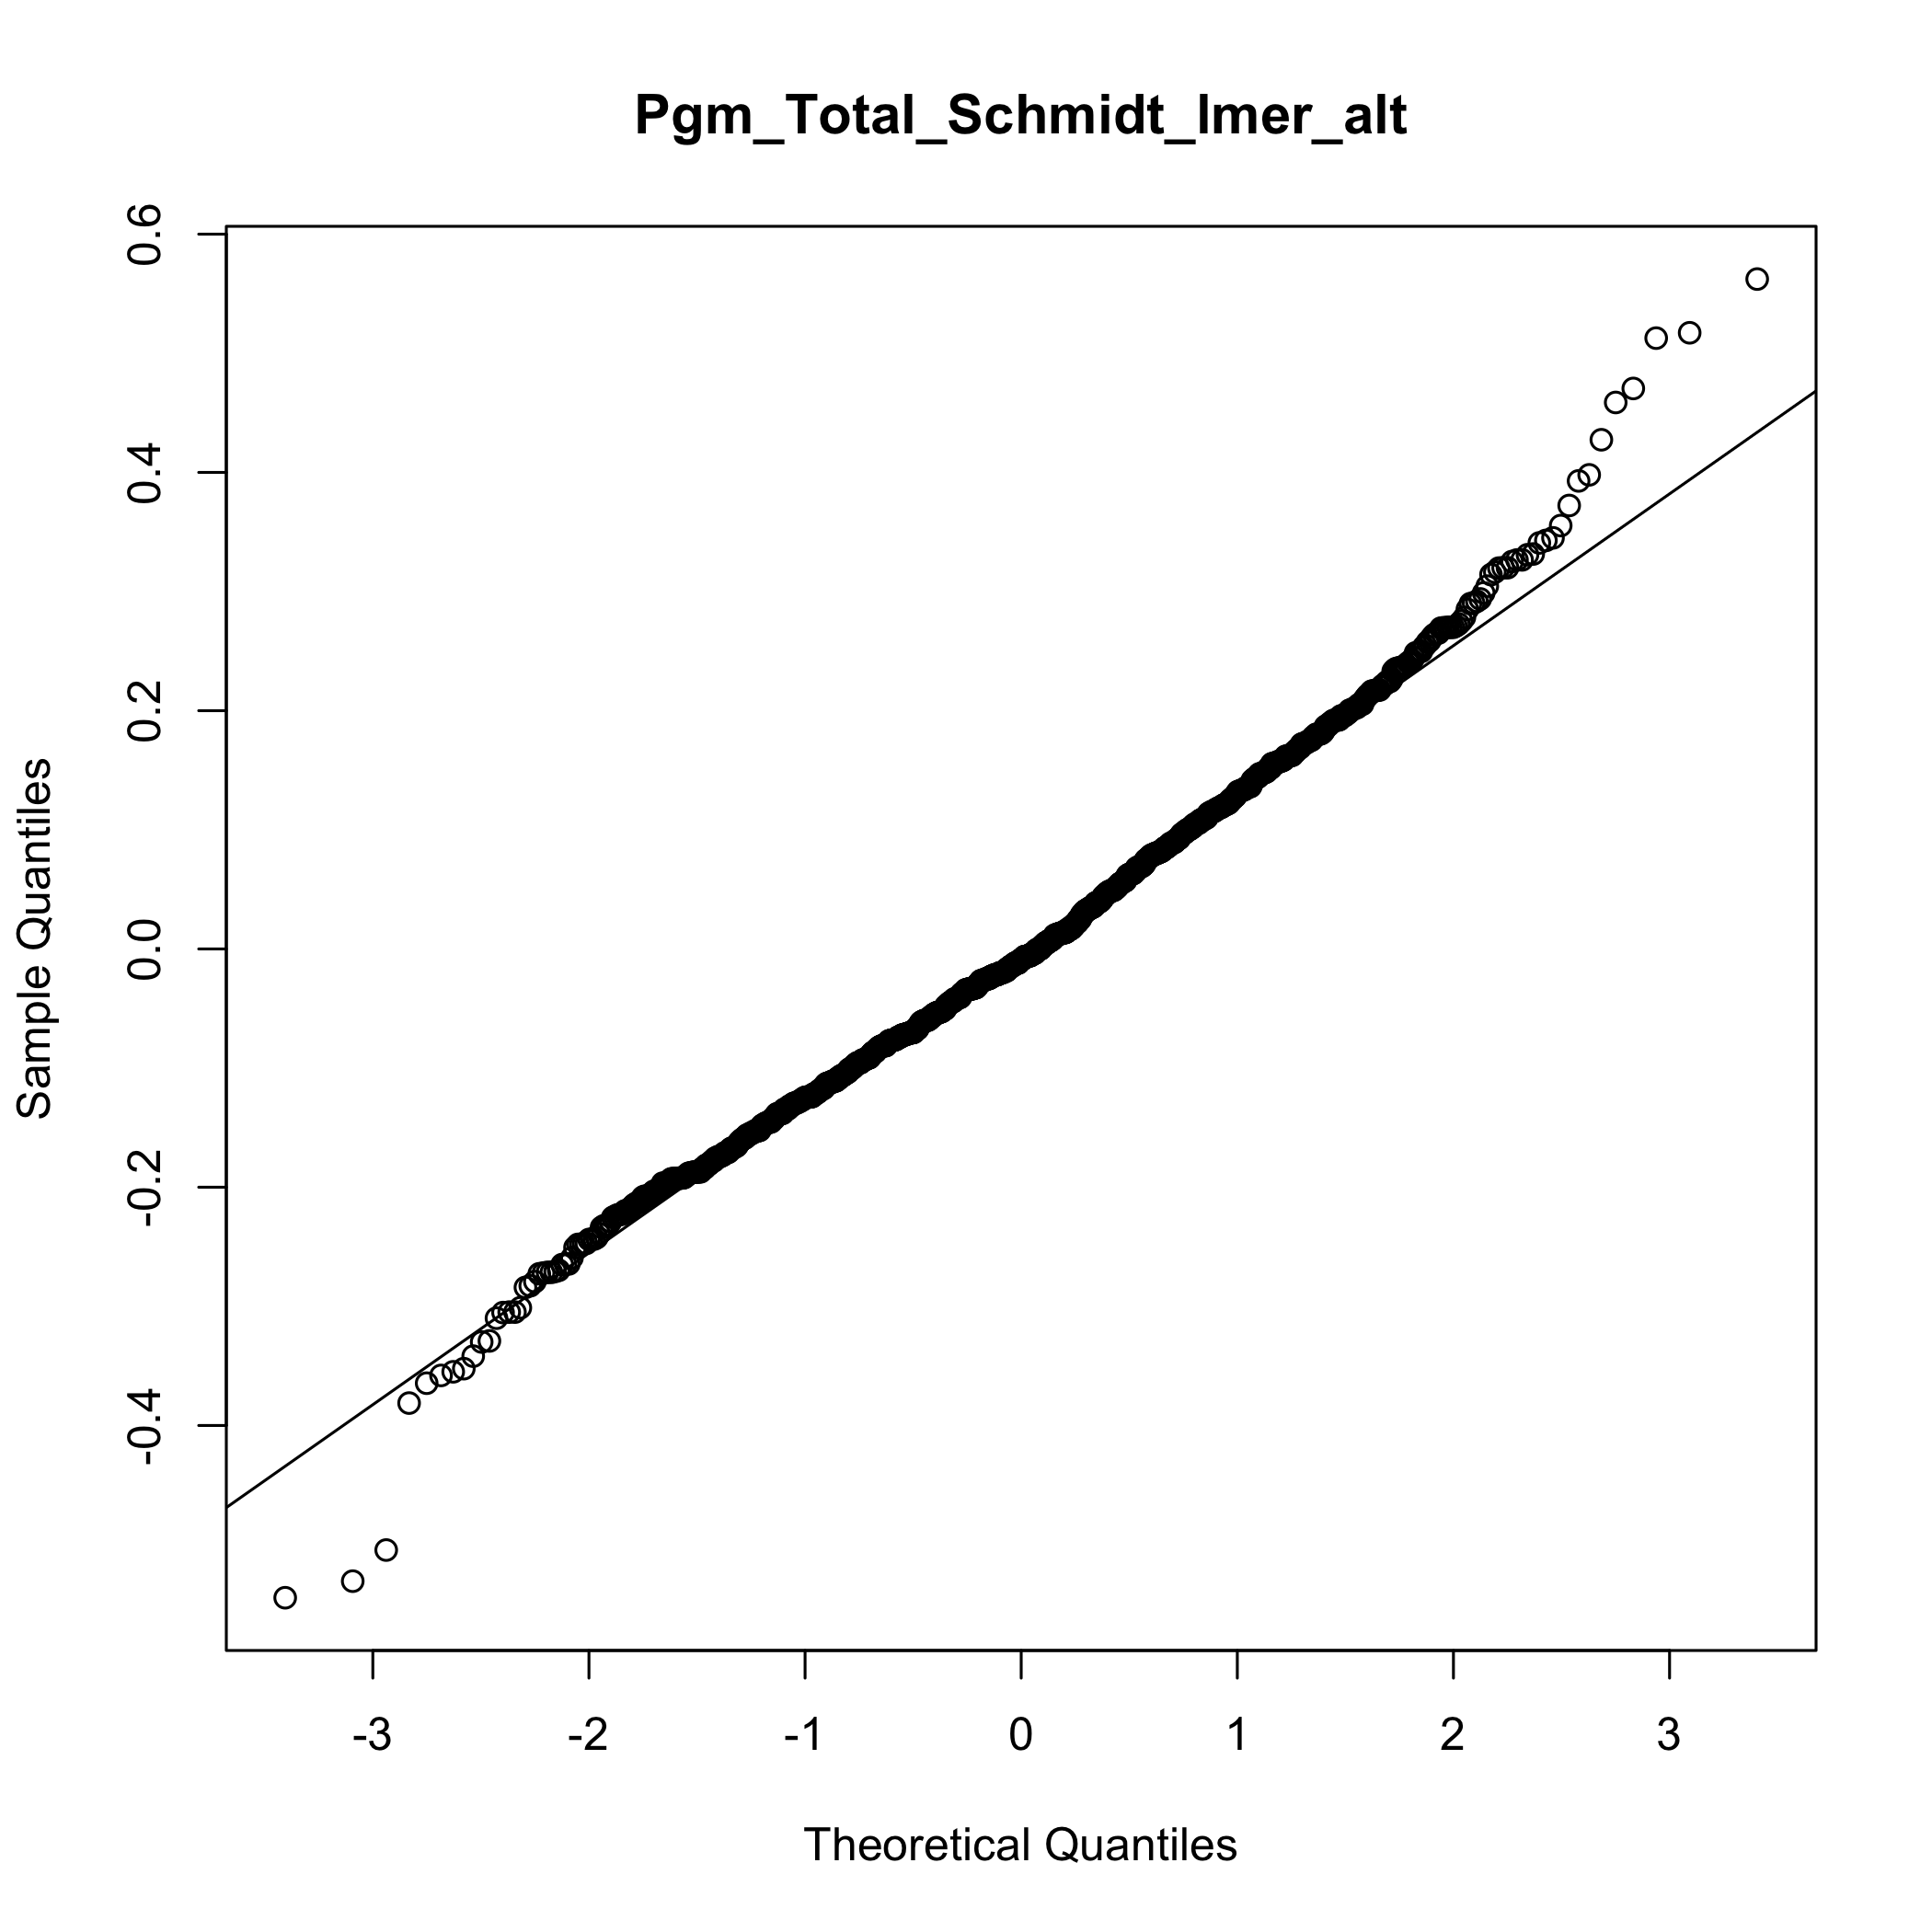 Pgm_Total_Schmidt_lmer_alt
0.6
0.4
0.2
0.0
-0.2
-0.4
Sample Quantiles
-3 -2 -1 0 1 2 3
Theoretical Quantiles